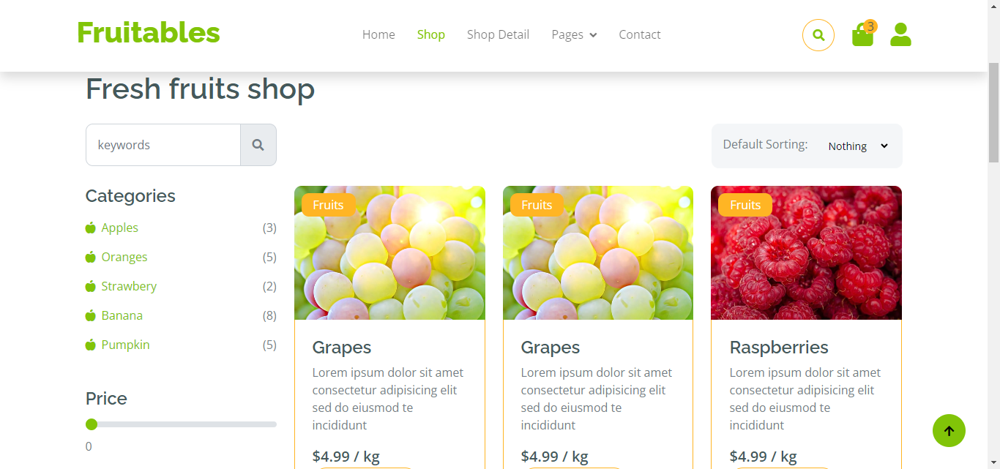 Fruitables
Home
Shop
Shop Detail
Pages
Contact
3
Fresh fruits shop
keywords
Default Sorting:
Nothing
Categories
Apples (3)
Oranges (5)
Strawbery (2)
Banana (8)
Pumpkin (5)
Price
0
Fruits
Grapes
Lorem ipsum dolor sit amet
consectetur adipisicing elit
sed do eiusmod te
incididunt
$4.99 / kg
Fruits
Grapes
Lorem ipsum dolor sit amet
consectetur adipisicing elit
sed do eiusmod te
incididunt
$4.99 / kg
Fruits
Raspberries
Lorem ipsum dolor sit amet
consectetur adipisicing elit
sed do eiusmod te
incididunt
$4.99 / kg